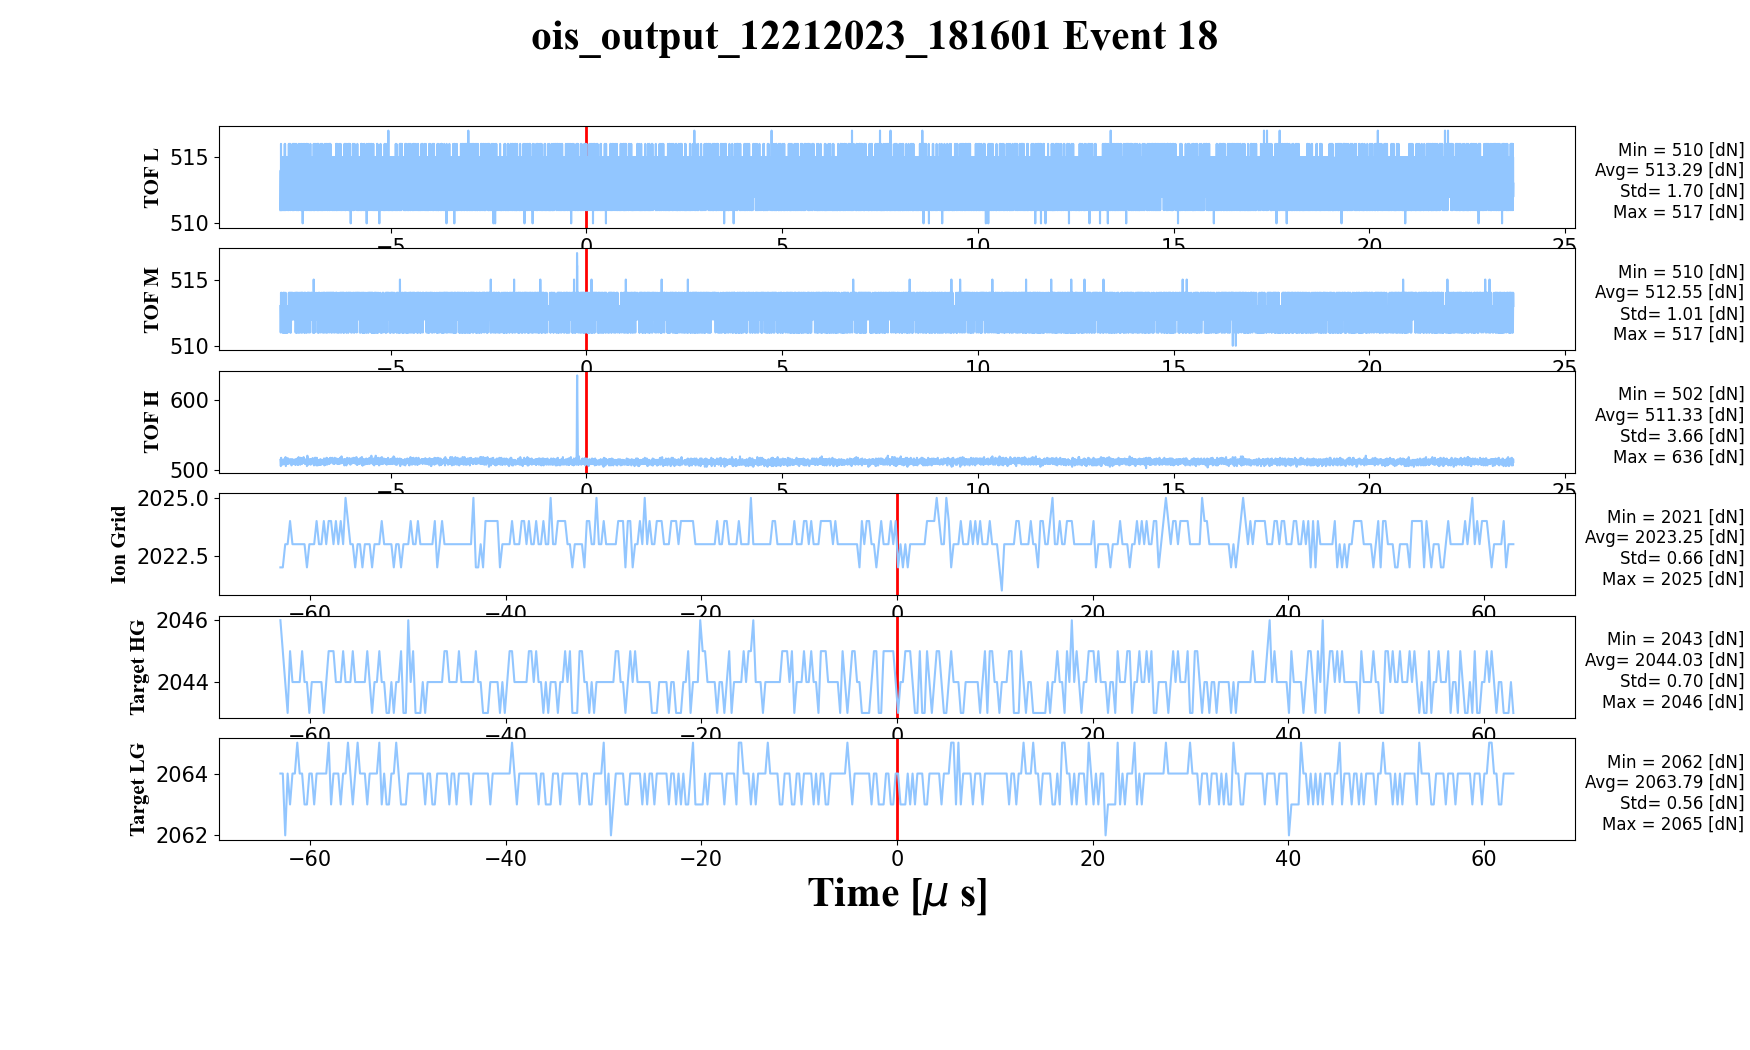 ois_output_12212023_181601 Event 18
TOF L
515
510
Min = 510 [dN]
Avg= 513.29 [dN]
Std= 1.70 [dN]
Max = 517 [dN]
−5 0 5 10 15 20 25
TOF M
515
510
Min = 510 [dN]
Avg= 512.55 [dN]
Std= 1.01 [dN]
Max = 517 [dN]
−5 0 5 10 15 20 25
TOF H
600
500
Min = 502 [dN]
Avg= 511.33 [dN]
Std= 3.66 [dN]
Max = 636 [dN]
−5 0 5 10 15 20 25
Ion Grid
2025.0
2022.5
Min = 2021 [dN]
Avg= 2023.25 [dN]
Std= 0.66 [dN]
Max = 2025 [dN]
−60 −40 −20 0 20 40 60
Target HG
2046
2044
Min = 2043 [dN]
Avg= 2044.03 [dN]
Std= 0.70 [dN]
Max = 2046 [dN]
−60 −40 −20 0 20 40 60
Target LG
2064
2062
Min = 2062 [dN]
Avg= 2063.79 [dN]
Std= 0.56 [dN]
Max = 2065 [dN]
−60 −40 −20 0 20 40 60
Time [μ s]